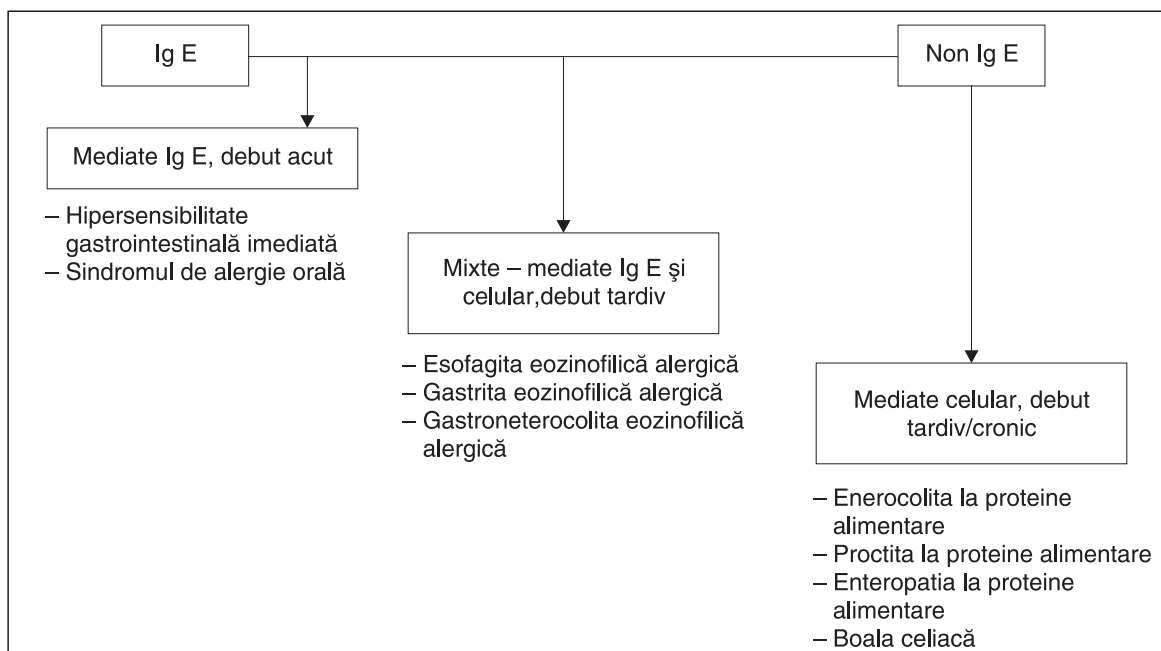 Ig E
Non Ig E
Mediate Ig E, debut acut
– Hipersensibilitate
gastrointestinală imediată
– Sindromul de alergie orală
Mixte – mediate Ig E şi
celular,debut tardiv
– Esofagita eozinofilică alergică
– Gastrita eozinofilică alergică
– Gastroneterocolita eozinofilică
alergică
Mediate celular, debut
tardiv/cronic
– Enerocolita la proteine
alimentare
– Proctita la proteine alimentare
– Enteropatia la proteine
alimentare
– Boala celiacă